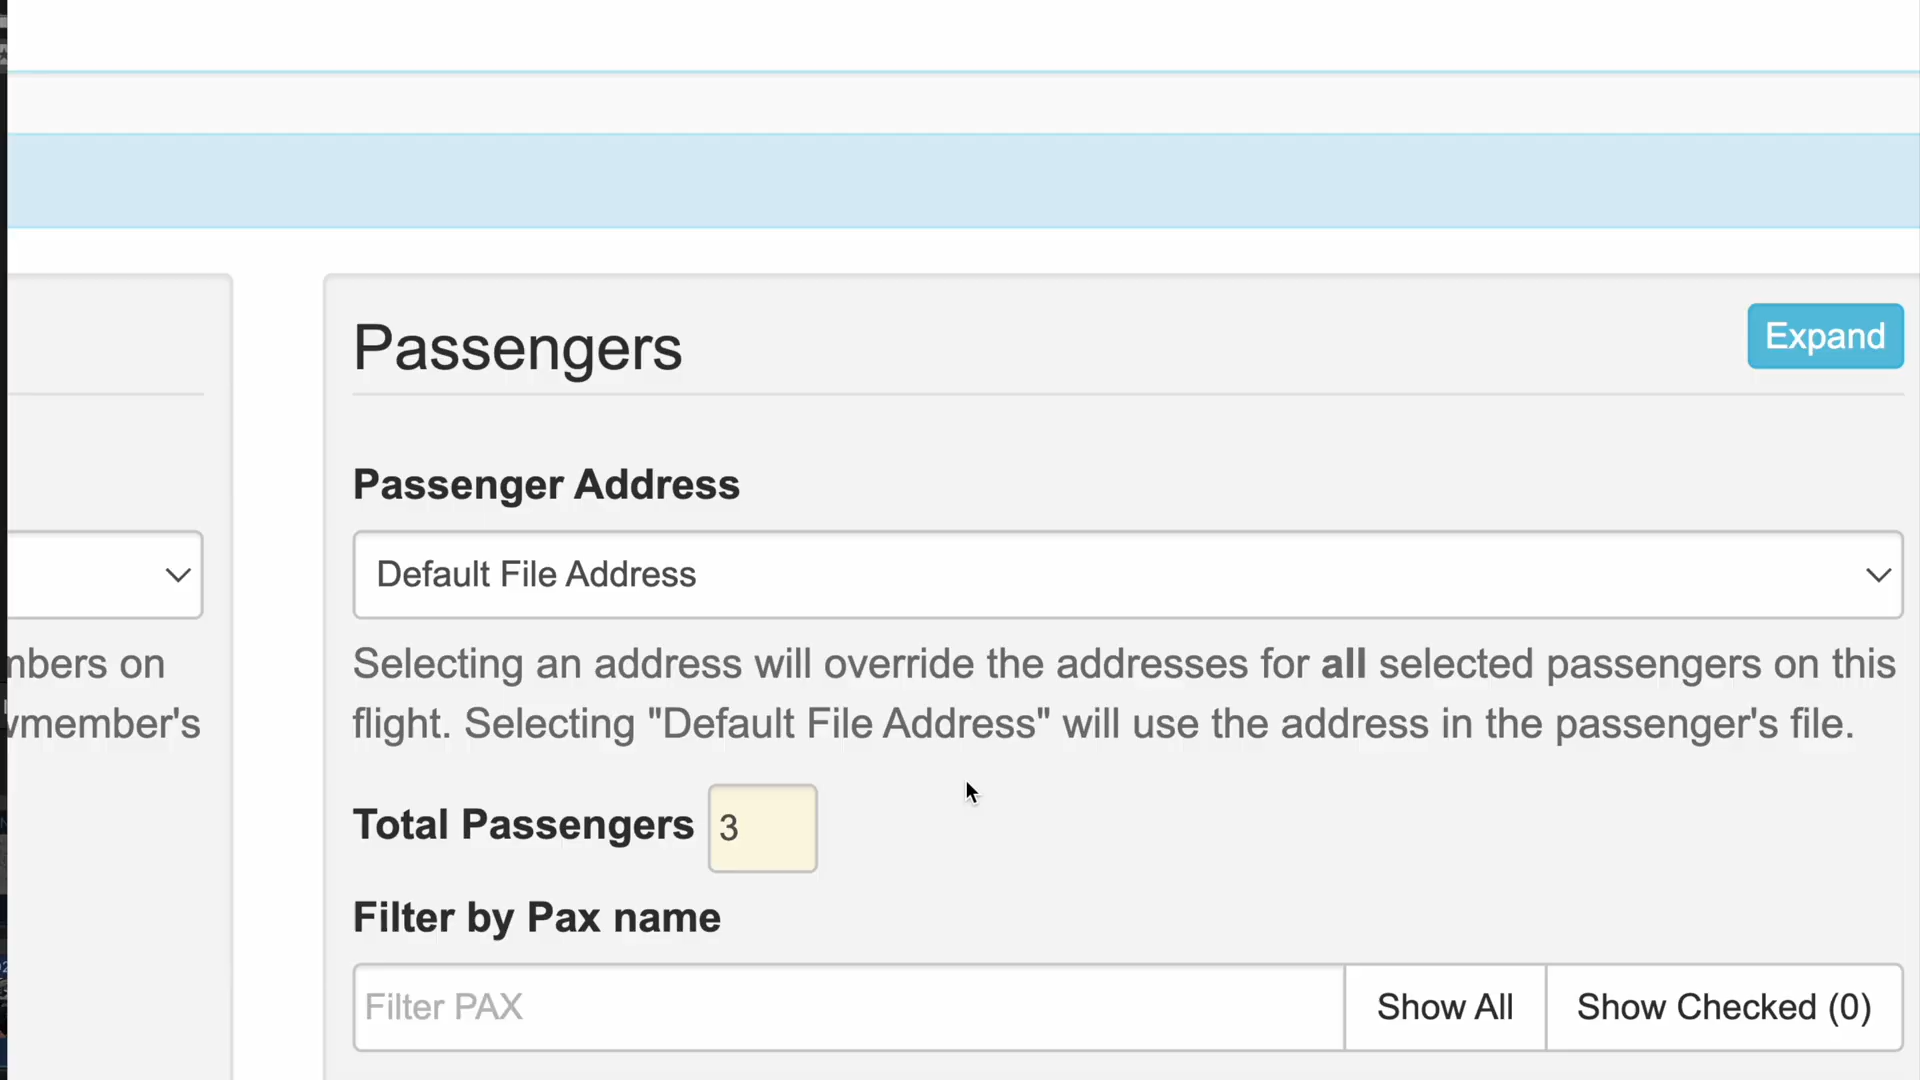 Passengers
Expand
Passenger Address
Default File Address
mbers on
Selecting an address will override the addresses for all selected passengers on this
member's
flight. Selecting "Default File Address" will use the address in the passenger's file.
Total Passengers 3
Filter by Pax name
Filter PAX
Show All
Show Checked (0)